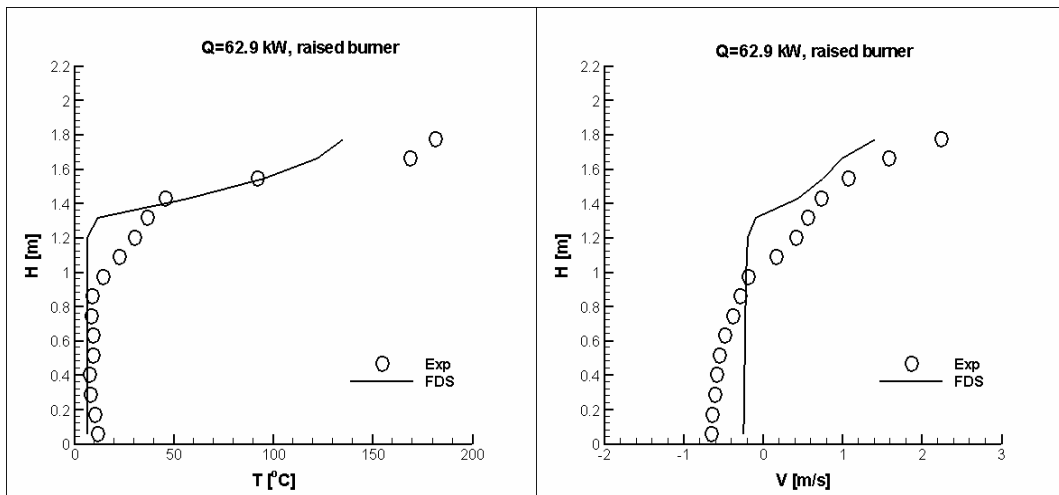 Q=62.9 kW, raised burner
2.2
2
1.8
1.6
1.4
1.2
1
0.8
0.6
0.4
0.2
0
H [m]
Exp
FDS
0 50 100 150 200
T [°C]
Q=62.9 kW, raised burner
2.2
2
1.8
1.6
1.4
1.2
1
0.8
0.6
0.4
0.2
0
H [m]
Exp
FDS
-2 -1 0 1 2 3
V [m/s]